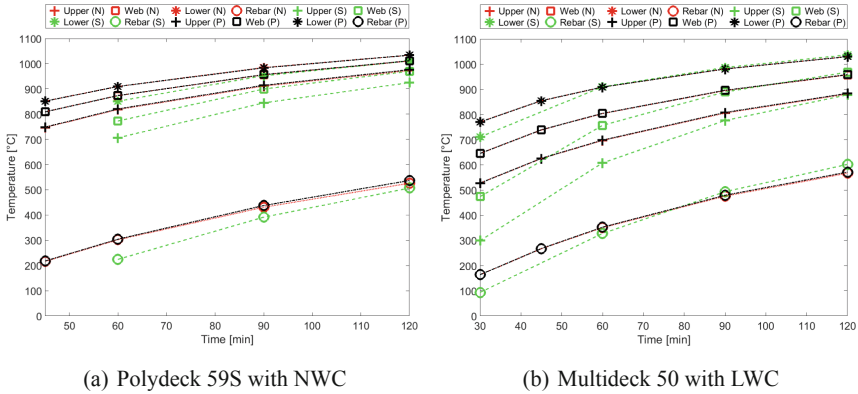 Upper (N) Web (N) Lower (N) Rebar (N) Upper (S) Web (S)
Lower (S) Rebar (S) Upper (P) Web (P) Lower (P) Rebar (P)
1100
1000
900
800
700
600
500
400
300
200
100
0
Temperature [°C]
50 60 70 80 90 100 110 120
Time [min]
(a) Polydeck 59S with NWC
Upper (N) Web (N) Lower (N) Rebar (N) Upper (S) Web (S)
Lower (S) Rebar (S) Upper (P) Web (P) Lower (P) Rebar (P)
1100
1000
900
800
700
600
500
400
300
200
100
0
Temperature [°C]
30 40 50 60 70 80 90 100 110 120
Time [min]
(b) Multideck 50 with LWC